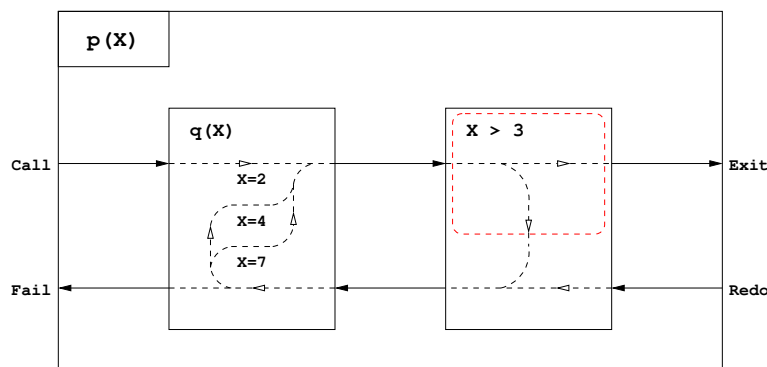 p(X)
q(X)
X > 3
Call
Exit
X=2
X=4
X=7
Fail
Redo